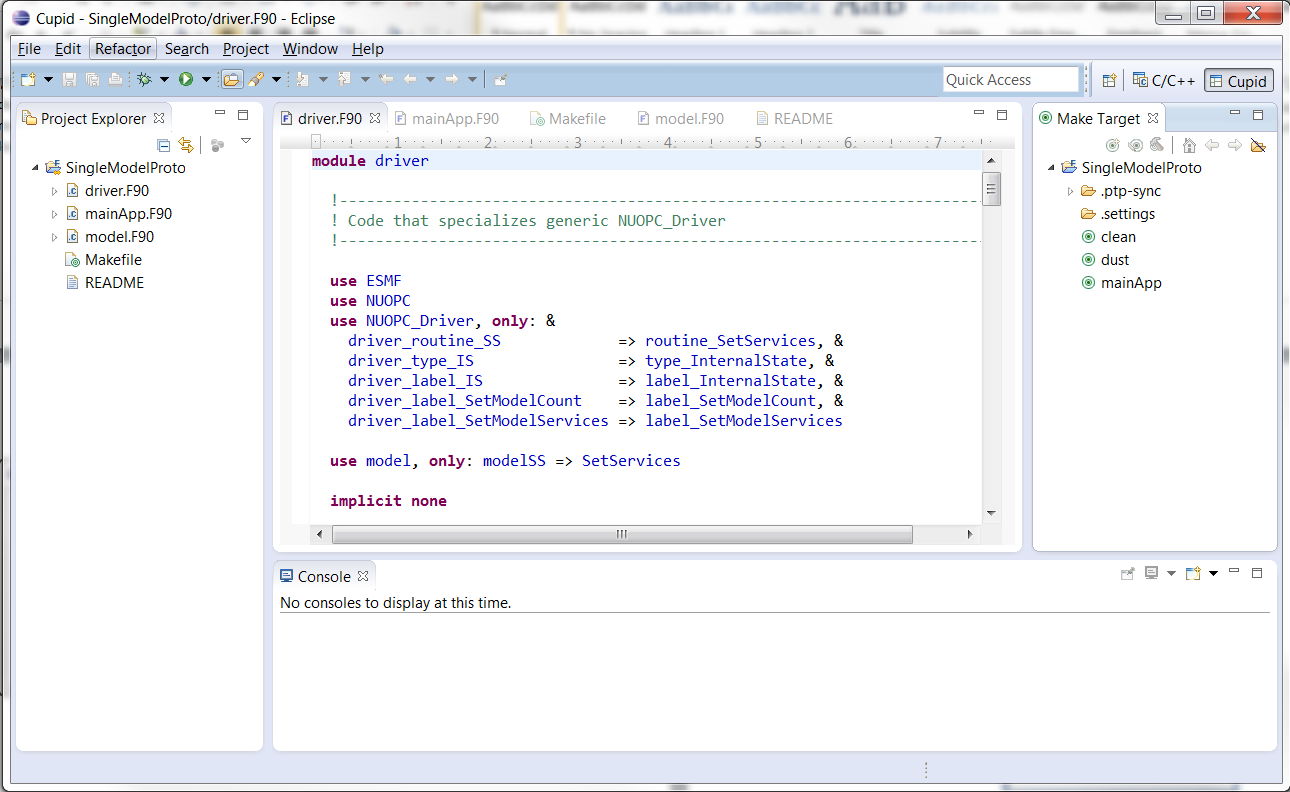 Cupid - SingleModelProto/driver.F90 - Eclipse
File Edit Refactor Search Project Window Help
Quick Access
C/C++
Cupid
Project Explorer
SingleModelProto
driver.F90
mainApp.F90
model.F90
Makefile
README
driver.F90 mainApp.F90 Makefile model.F90 README
1 2 3 4 5 6 7
module driver
!-----------------------------------------------------------------------
! Code that specializes generic NUOPC_Driver
!-----------------------------------------------------------------------
use ESMF
use NUOPC
use NUOPC_Driver, only: &
driver_routine_SS => routine_SetServices, &
driver_type_IS => type_InternalState, &
driver_label_IS => label_InternalState, &
driver_label_SetModelCount => label_SetModelCount, &
driver_label_SetModelServices => label_SetModelServices
use model, only: modelSS => SetServices
implicit none
Make Target
SingleModelProto
.ptp-sync
.settings
clean
dust
mainApp
Console
No consoles to display at this time.